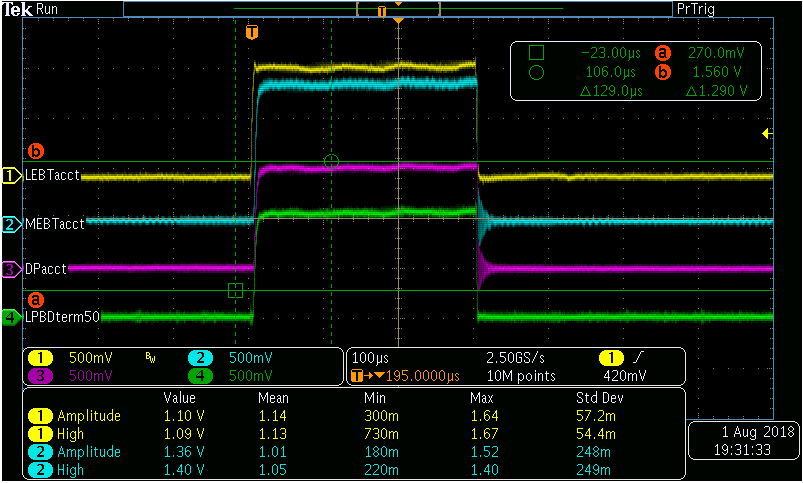 Tek Run PrTrig
T
T
□ −23.00µs a 270.0mV
○ 106.0µs b 1.560 V
△129.0µs △1.290 V
b
1 LEBTacct
2 MEBTacct
3 DPacct
a
4 LPBDterm50
1 500mV BW 2 500mV 100µs 2.50GS/s 1
3 500mV 4 500mV T→▼195.0000µs 10M points 420mV
Value Mean Min Max Std Dev
1 Amplitude 1.10 V 1.14 300m 1.64 57.2m
1 High 1.09 V 1.13 730m 1.67 54.4m
2 Amplitude 1.36 V 1.01 180m 1.52 248m
2 High 1.40 V 1.05 220m 1.40 249m
1 Aug 2018
19:31:33